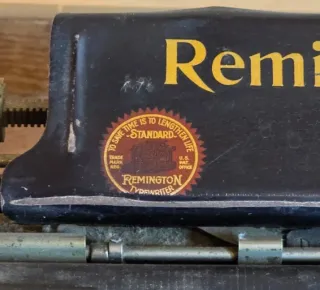 Remi
TO SAVE TIME IS TO LENGTHEN LIFE
STANDARD
TRADE MARK REG.
U.S. PAT. OFFICE
REMINGTON
TYPEWRITER